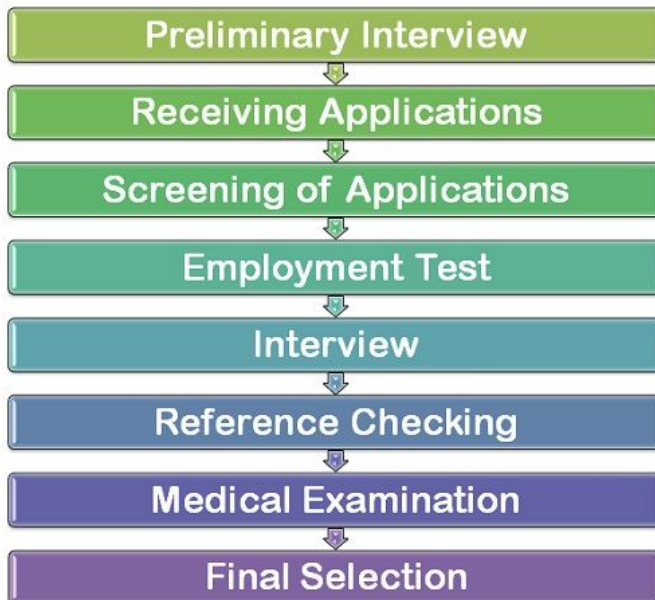 Preliminary Interview
Receiving Applications
Screening of Applications
Employment Test
Interview
Reference Checking
Medical Examination
Final Selection